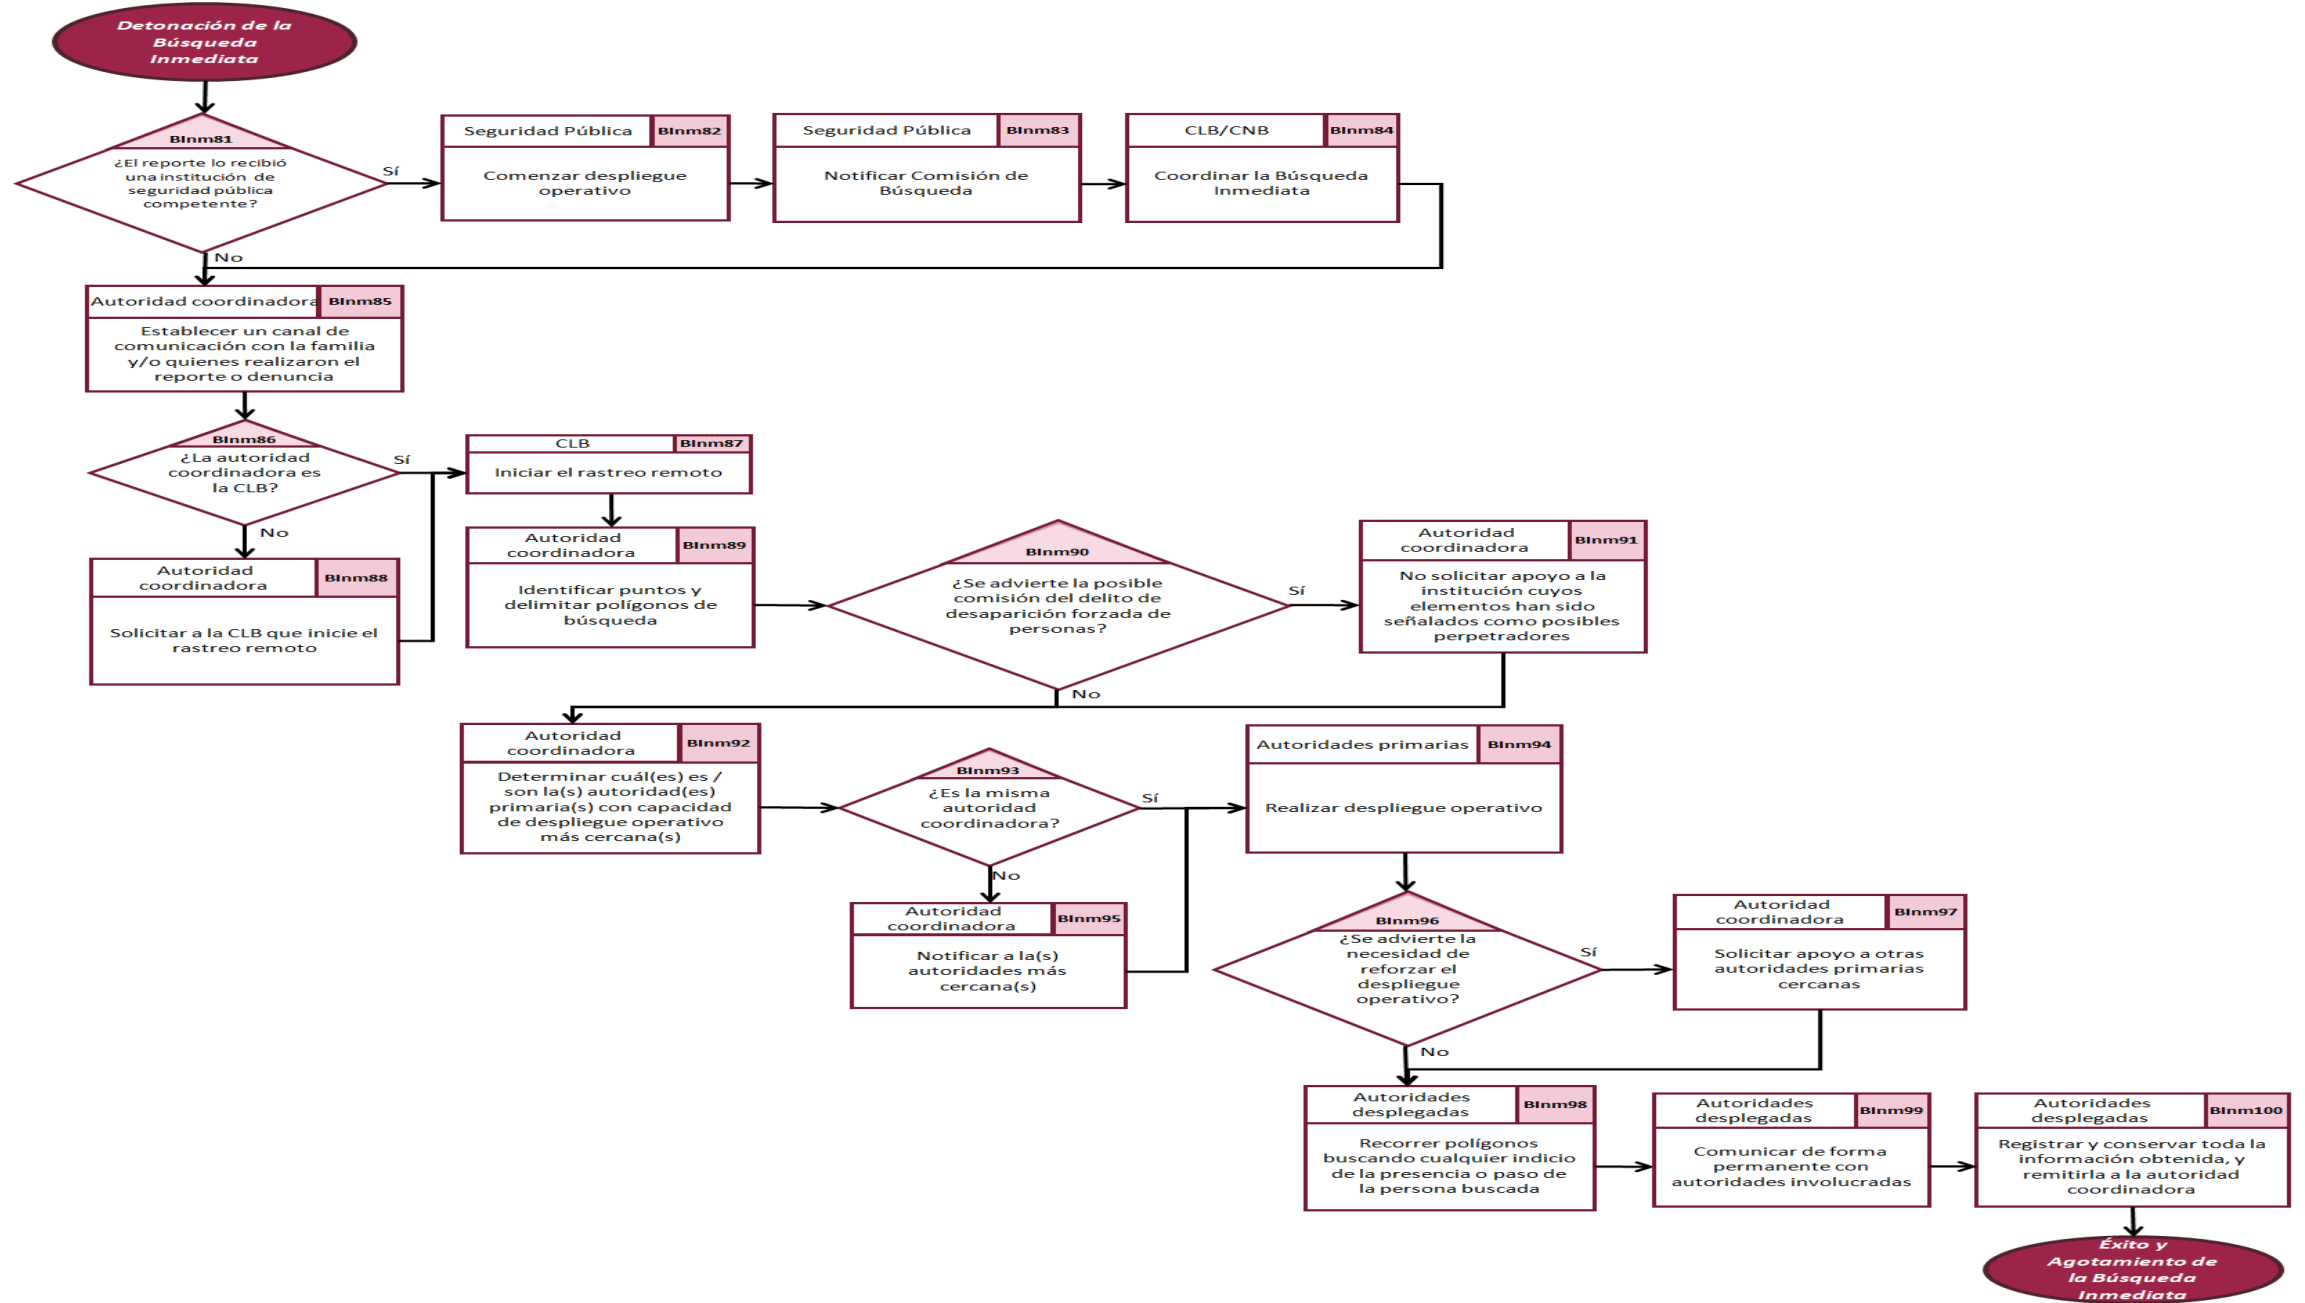 Detonación de la
Búsqueda
Inmediata
BInm81
¿El reporte lo recibió
una institución de
seguridad pública
competente?
Sí
No
Seguridad Pública
BInm82
Comenzar despliegue
operativo
Seguridad Pública
BInm83
Notificar Comisión de
Búsqueda
CLB/CNB
BInm84
Coordinar la Búsqueda
Inmediata
Autoridad coordinadora
BInm85
Establecer un canal de
comunicación con la familia
y/o quienes realizaron el
reporte o denuncia
BInm86
¿La autoridad
coordinadora es
la CLB?
Sí
No
CLB
BInm87
Iniciar el rastreo remoto
Autoridad
coordinadora
BInm88
Solicitar a la CLB que inicie el
rastreo remoto
Autoridad
coordinadora
BInm89
Identificar puntos y
delimitar polígonos de
búsqueda
BInm90
¿Se advierte la posible
comisión del delito de
desaparición forzada de
personas?
Sí
No
Autoridad
coordinadora
BInm91
No solicitar apoyo a la
institución cuyos
elementos han sido
señalados como posibles
perpetradores
Autoridad
coordinadora
BInm92
Determinar cuál(es) es /
son la(s) autoridad(es)
primaria(s) con capacidad
de despliegue operativo
más cercana(s)
BInm93
¿Es la misma
autoridad
coordinadora?
Sí
No
Autoridades primarias
BInm94
Realizar despliegue operativo
Autoridad
coordinadora
BInm95
Notificar a la(s)
autoridades más
cercana(s)
BInm96
¿Se advierte la
necesidad de
reforzar el
despliegue
operativo?
Sí
No
Autoridad
coordinadora
BInm97
Solicitar apoyo a otras
autoridades primarias
cercanas
Autoridades
desplegadas
BInm98
Recorrer polígonos
buscando cualquier indicio
de la presencia o paso de
la persona buscada
Autoridades
desplegadas
BInm99
Comunicar de forma
permanente con
autoridades involucradas
Autoridades
desplegadas
BInm100
Registrar y conservar toda la
información obtenida, y
remitirla a la autoridad
coordinadora
Éxito y
Agotamiento de
la Búsqueda
Inmediata